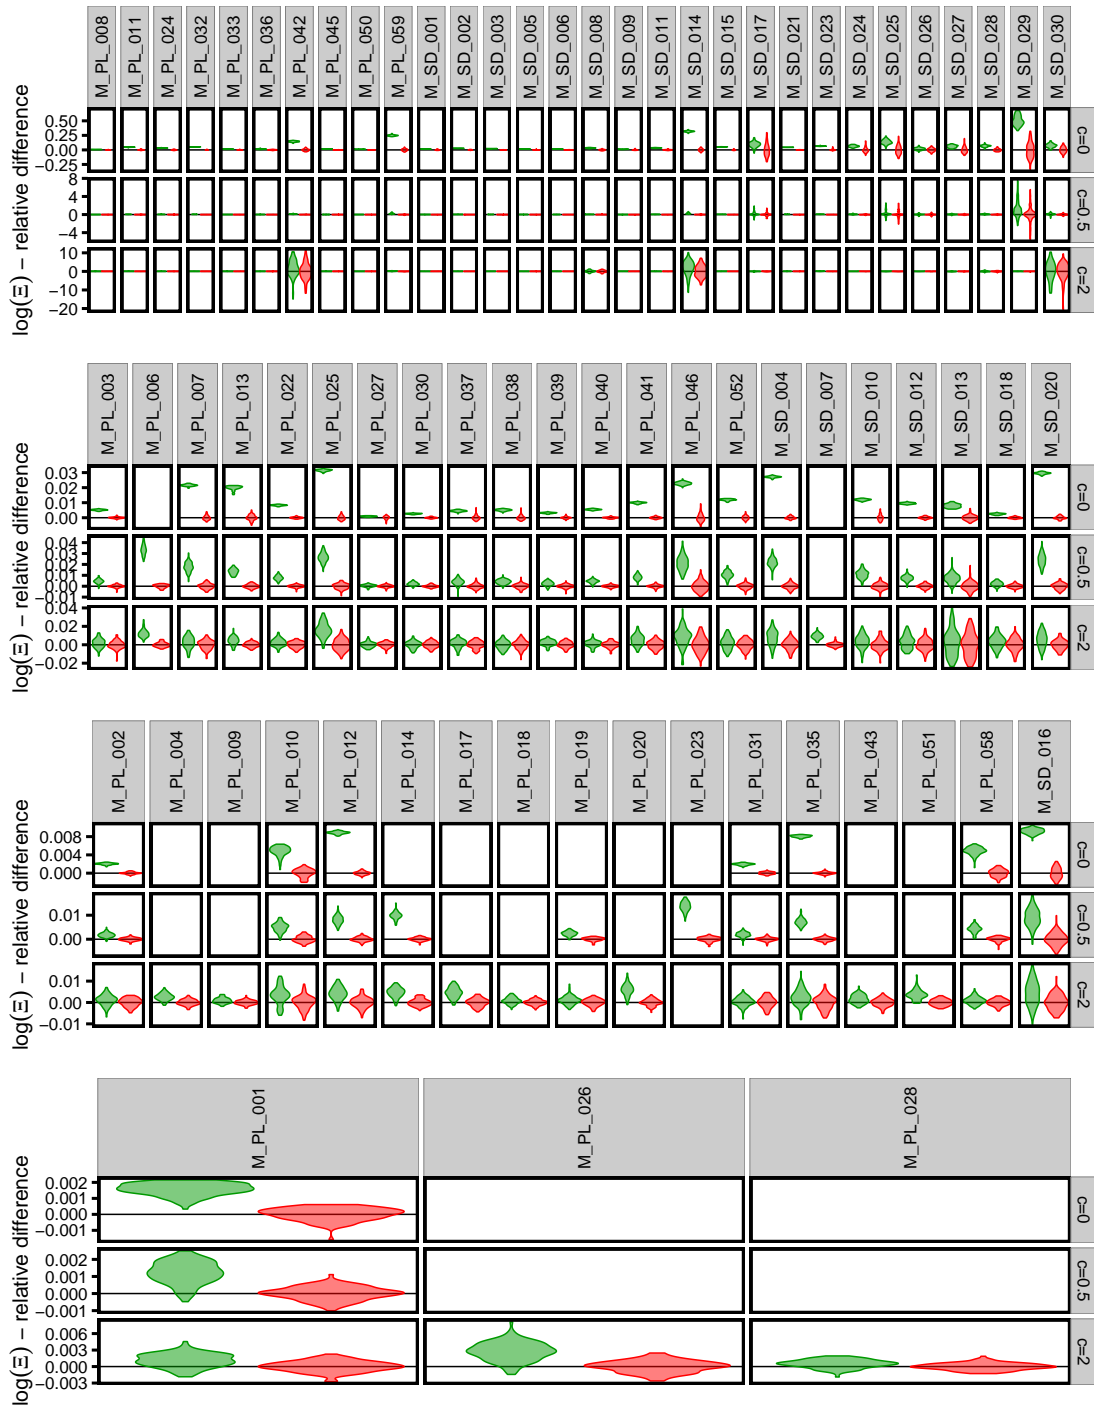 M_PL_008
M_PL_011
M_PL_024
M_PL_032
M_PL_033
M_PL_036
M_PL_042
M_PL_045
M_PL_050
M_PL_059
M_SD_001
M_SD_002
M_SD_003
M_SD_005
M_SD_006
M_SD_008
M_SD_009
M_SD_011
M_SD_014
M_SD_015
M_SD_017
M_SD_021
M_SD_023
M_SD_024
M_SD_025
M_SD_026
M_SD_027
M_SD_028
M_SD_029
M_SD_030
log(Ξ) − relative difference
0.50
0.25
0.00
−0.25
c=0
8
4
0
−4
c=0.5
10
0
−10
−20
c=2
M_PL_003
M_PL_006
M_PL_007
M_PL_013
M_PL_022
M_PL_025
M_PL_027
M_PL_030
M_PL_037
M_PL_038
M_PL_039
M_PL_040
M_PL_041
M_PL_046
M_PL_052
M_SD_004
M_SD_007
M_SD_010
M_SD_012
M_SD_013
M_SD_018
M_SD_020
log(Ξ) − relative difference
0.03
0.02
0.01
0.00
c=0
0.04
0.03
0.02
0.01
0.00
−0.01
c=0.5
0.04
0.02
0.00
−0.02
c=2
M_PL_002
M_PL_004
M_PL_009
M_PL_010
M_PL_012
M_PL_014
M_PL_017
M_PL_018
M_PL_019
M_PL_020
M_PL_023
M_PL_031
M_PL_035
M_PL_043
M_PL_051
M_PL_058
M_SD_016
log(Ξ) − relative difference
0.008
0.004
0.000
c=0
0.01
0.00
c=0.5
0.01
0.00
−0.01
c=2
M_PL_001
M_PL_026
M_PL_028
log(Ξ) − relative difference
0.002
0.001
0.000
−0.001
c=0
0.002
0.001
0.000
−0.001
c=0.5
0.006
0.003
0.000
−0.003
c=2